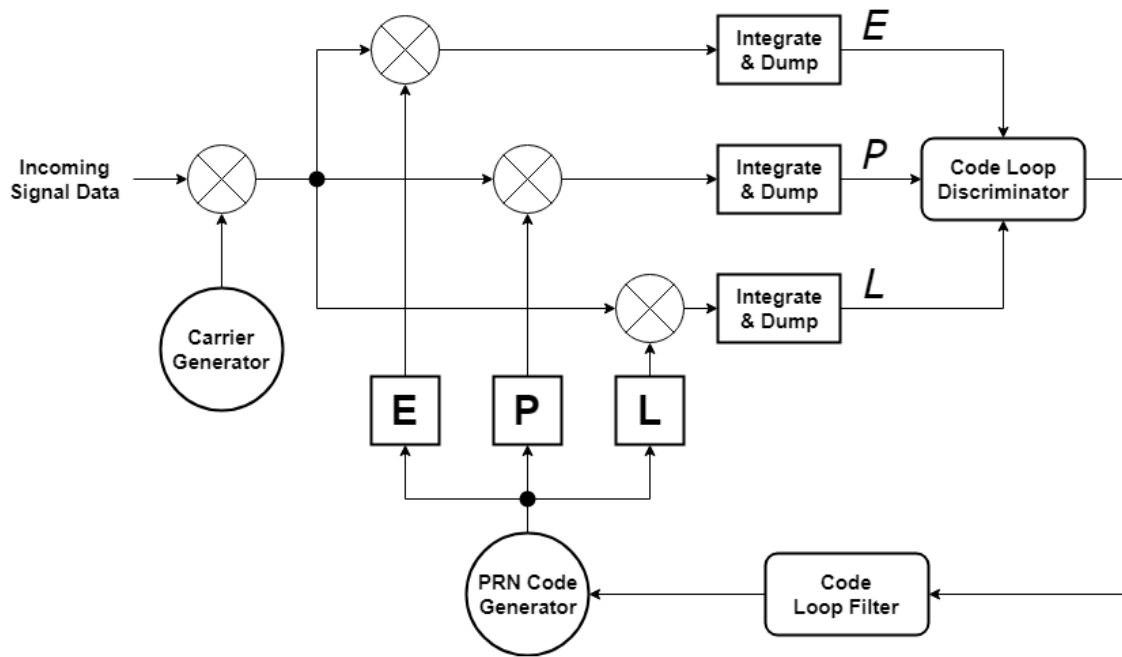 Integrate
& Dump
E
Incoming
Signal Data
Integrate
& Dump
P
Code Loop
Discriminator
Integrate
& Dump
L
Carrier
Generator
E
P
L
PRN Code
Generator
Code
Loop Filter